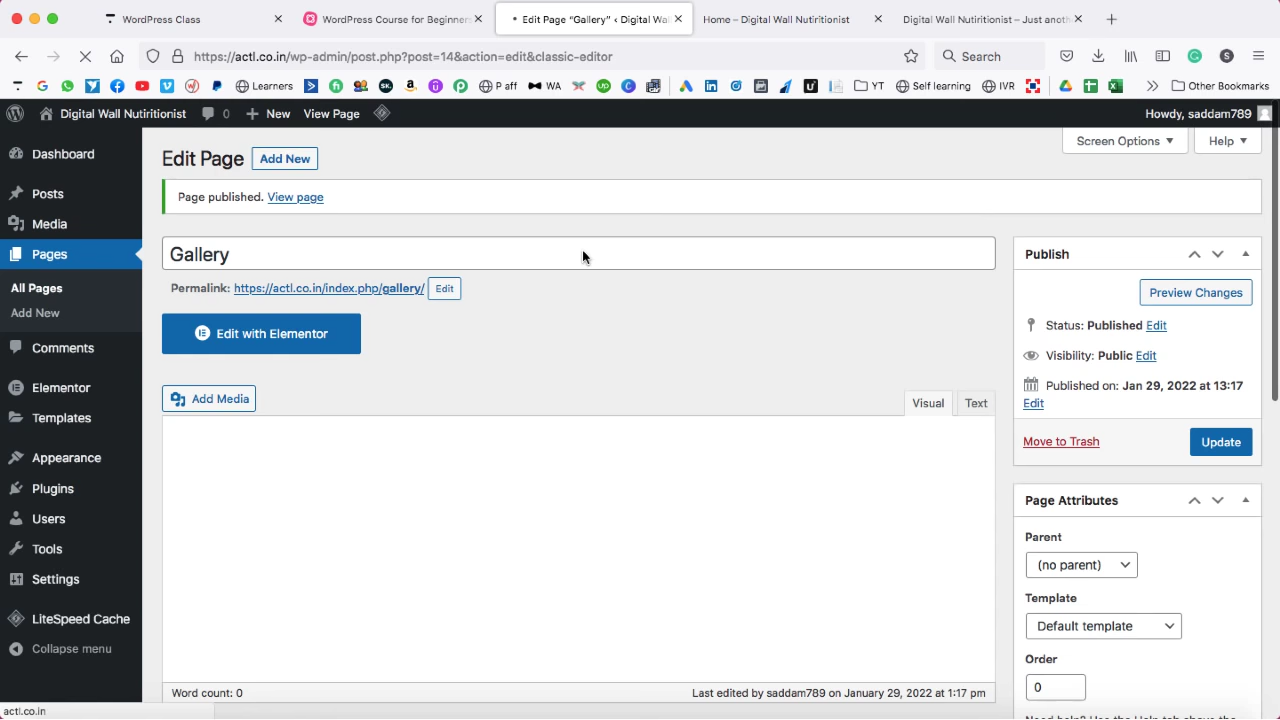 WordPress Class
WordPress Course for Beginners
Edit Page “Gallery” ‹ Digital Wal
Home – Digital Wall Nutritionist
Digital Wall Nutritionist – Just anoth
https://actl.co.in/wp-admin/post.php?post=14&action=edit&classic-editor
Search
Learners
P aff
WA
YT
Self learning
IVR
Other Bookmarks
Digital Wall Nutritionist
0
New
View Page
Howdy, saddam789
Screen Options
Help
Dashboard
Posts
Media
Pages
All Pages
Add New
Comments
Elementor
Templates
Appearance
Plugins
Users
Tools
Settings
LiteSpeed Cache
Collapse menu
actl.co.in
Edit Page
Add New
Page published. View page
Gallery
Permalink: https://actl.co.in/index.php/gallery/
Edit
Edit with Elementor
Add Media
Visual
Text
Word count: 0
Last edited by saddam789 on January 29, 2022 at 1:17 pm
Publish
Preview Changes
Status: Published Edit
Visibility: Public Edit
Published on: Jan 29, 2022 at 13:17
Edit
Move to Trash
Update
Page Attributes
Parent
(no parent)
Template
Default template
Order
0